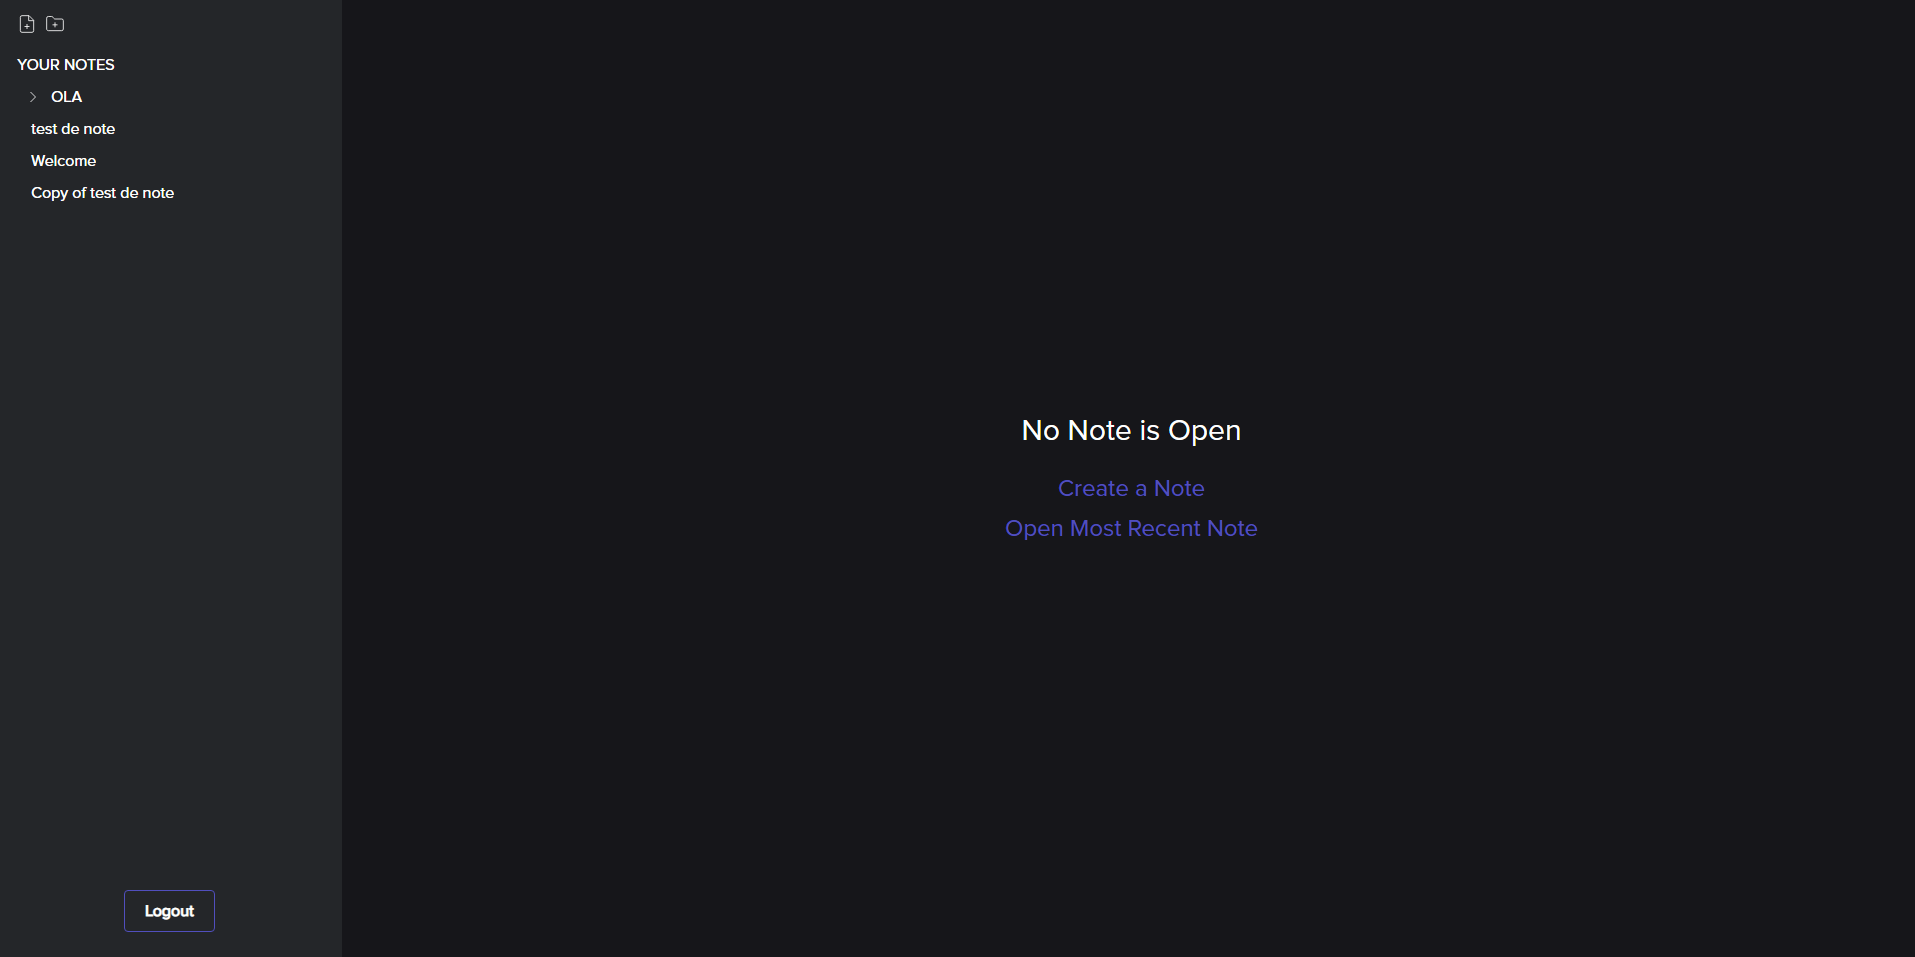 YOUR NOTES
OLA
test de note
Welcome
Copy of test de note
No Note is Open
Create a Note
Open Most Recent Note
Logout